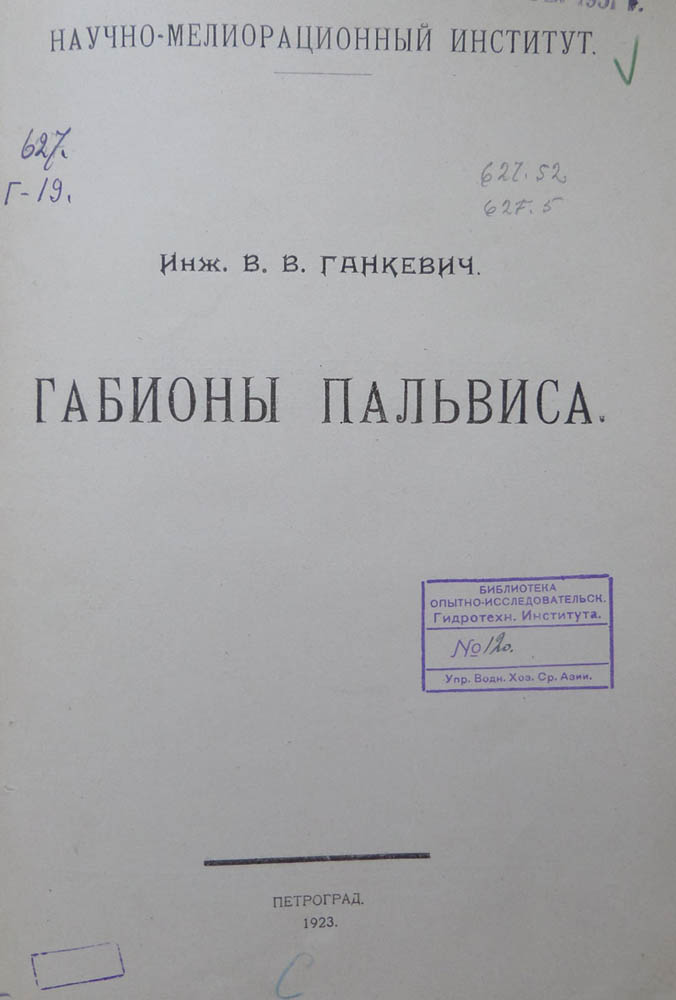 1931 г.
НАУЧНО-МЕЛИОРАЦИОННЫЙ ИНСТИТУТ.
627.
Г-19.
627.52
627.5
Инж. В. В. ГАНКЕВИЧ.
ГАБИОНЫ ПАЛЬВИСА.
БИБЛИОТЕКА
ОПЫТНО-ИССЛЕДОВАТЕЛЬСК.
Гидротехн. Института.
№ 120.
Упр. Водн. Хоз. Ср. Азии.
ПЕТРОГРАД.
1923.
С